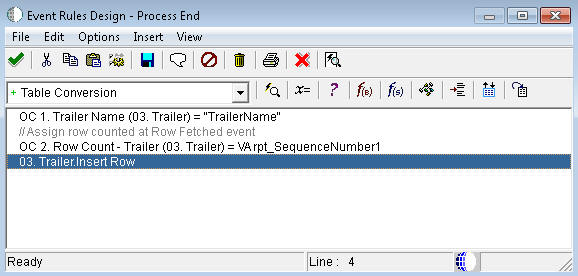 Event Rules Design - Process End
File Edit Options Insert View
+ Table Conversion
x= ? f(B) f(S)
OC 1. Trailer Name (03. Trailer) = "TrailerName"
//Assign row counted at Row Fetched event
OC 2. Row Count - Trailer (03. Trailer) = VArpt_SequenceNumber1
03. Trailer.Insert Row
Ready Line : 4